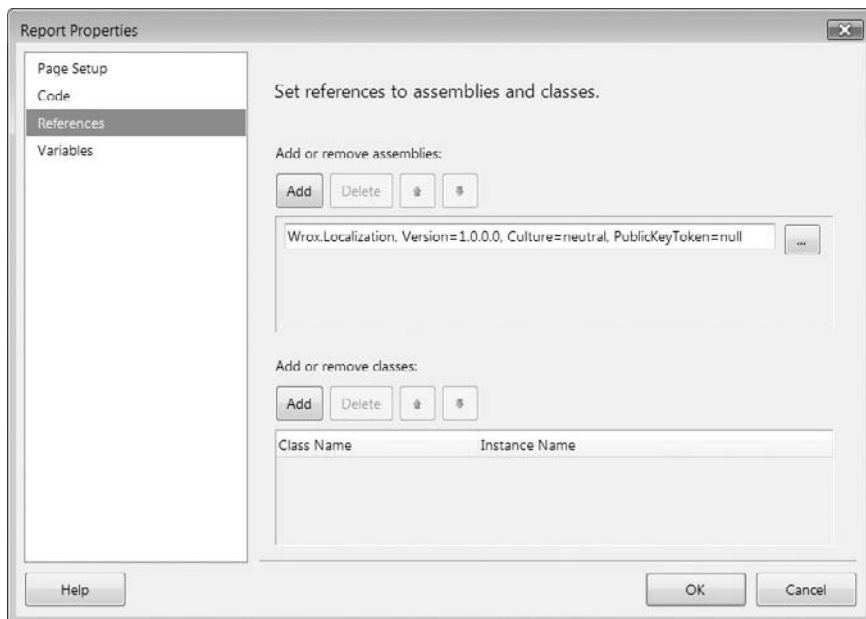 Report Properties
Page Setup
Code
References
Variables
Set references to assemblies and classes.
Add or remove assemblies:
Add Delete
Wrox.Localization, Version=1.0.0.0, Culture=neutral, PublicKeyToken=null
...
Add or remove classes:
Add Delete
Class Name Instance Name
Help OK Cancel